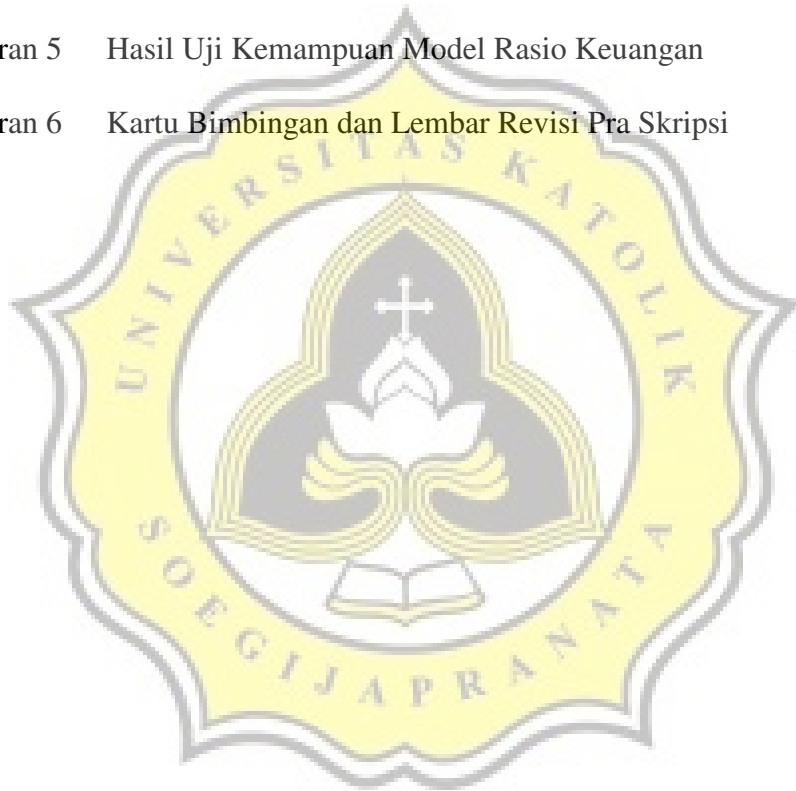 ran 5 Hasil Uji Kemampuan Model Rasio Keuangan
ran 6 Kartu Bimbingan dan Lembar Revisi Pra Skripsi
UNIVERSITAS KATOLIK
SOEGIJAPRANATA